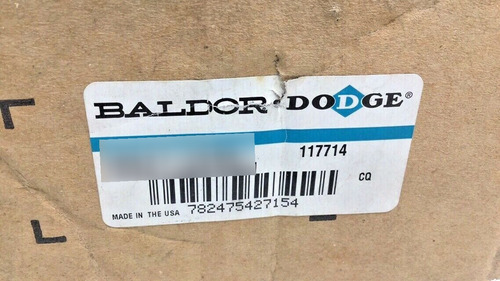 BALDOR • DODGE®
117714
CQ
MADE IN THE USA 782475427154